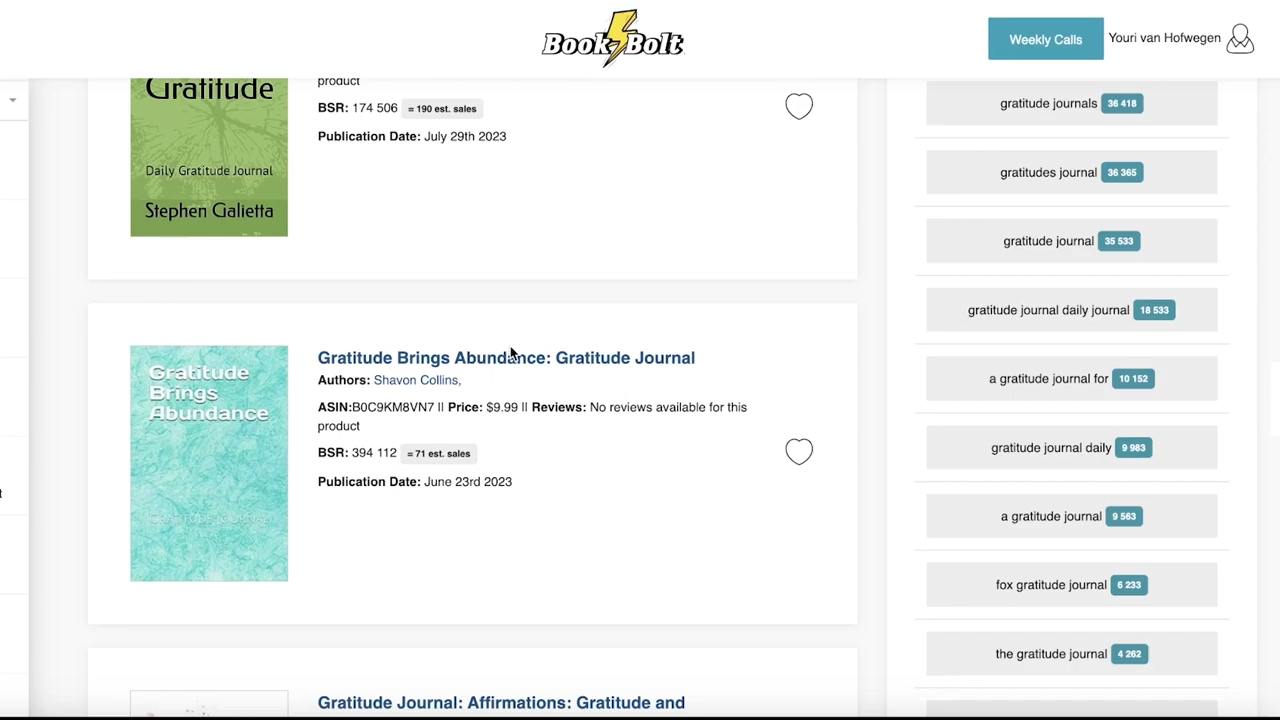 Book Bolt
Weekly Calls
Youri van Hofwegen
Gratitude
Daily Gratitude Journal
Stephen Galietta
product
BSR: 174 506 = 190 est. sales
Publication Date: July 29th 2023
Gratitude
Brings
Abundance
GRATITUDE JOURNAL
Gratitude Brings Abundance: Gratitude Journal
Authors: Shavon Collins,
ASIN:B0C9KM8VN7 II Price: $9.99 II Reviews: No reviews available for this
product
BSR: 394 112 = 71 est. sales
Publication Date: June 23rd 2023
Gratitude Journal: Affirmations: Gratitude and
gratitude journals 36 418
gratitudes journal 36 365
gratitude journal 35 533
gratitude journal daily journal 18 533
a gratitude journal for 10 152
gratitude journal daily 9 983
a gratitude journal 9 563
fox gratitude journal 6 233
the gratitude journal 4 262